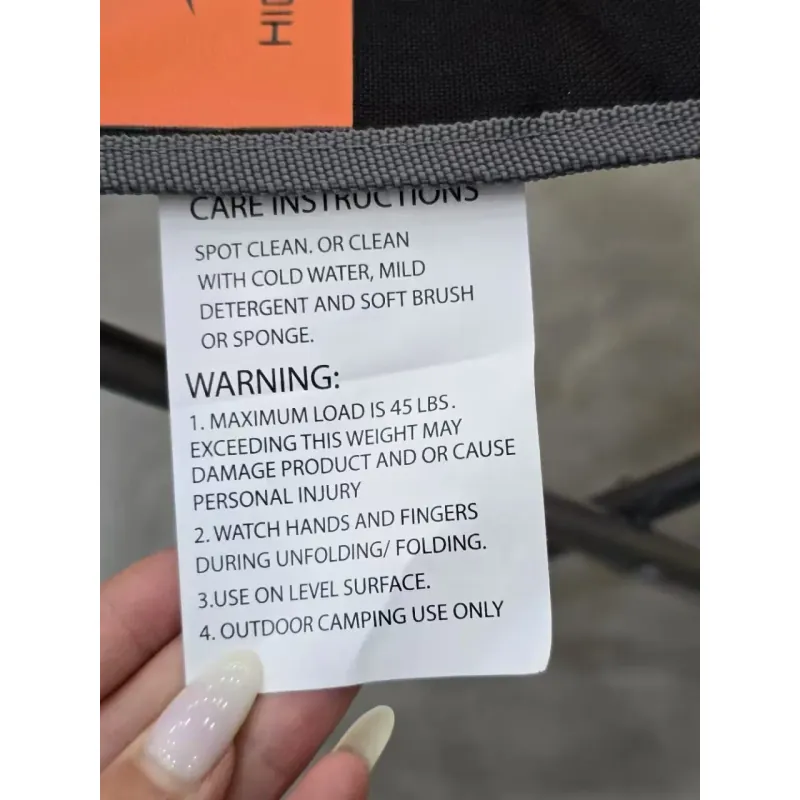 CARE INSTRUCTIONS
SPOT CLEAN. OR CLEAN
WITH COLD WATER, MILD
DETERGENT AND SOFT BRUSH
OR SPONGE.
WARNING:
1. MAXIMUM LOAD IS 45 LBS.
EXCEEDING THIS WEIGHT MAY
DAMAGE PRODUCT AND OR CAUSE
PERSONAL INJURY
2. WATCH HANDS AND FINGERS
DURING UNFOLDING/ FOLDING.
3.USE ON LEVEL SURFACE.
4. OUTDOOR CAMPING USE ONLY